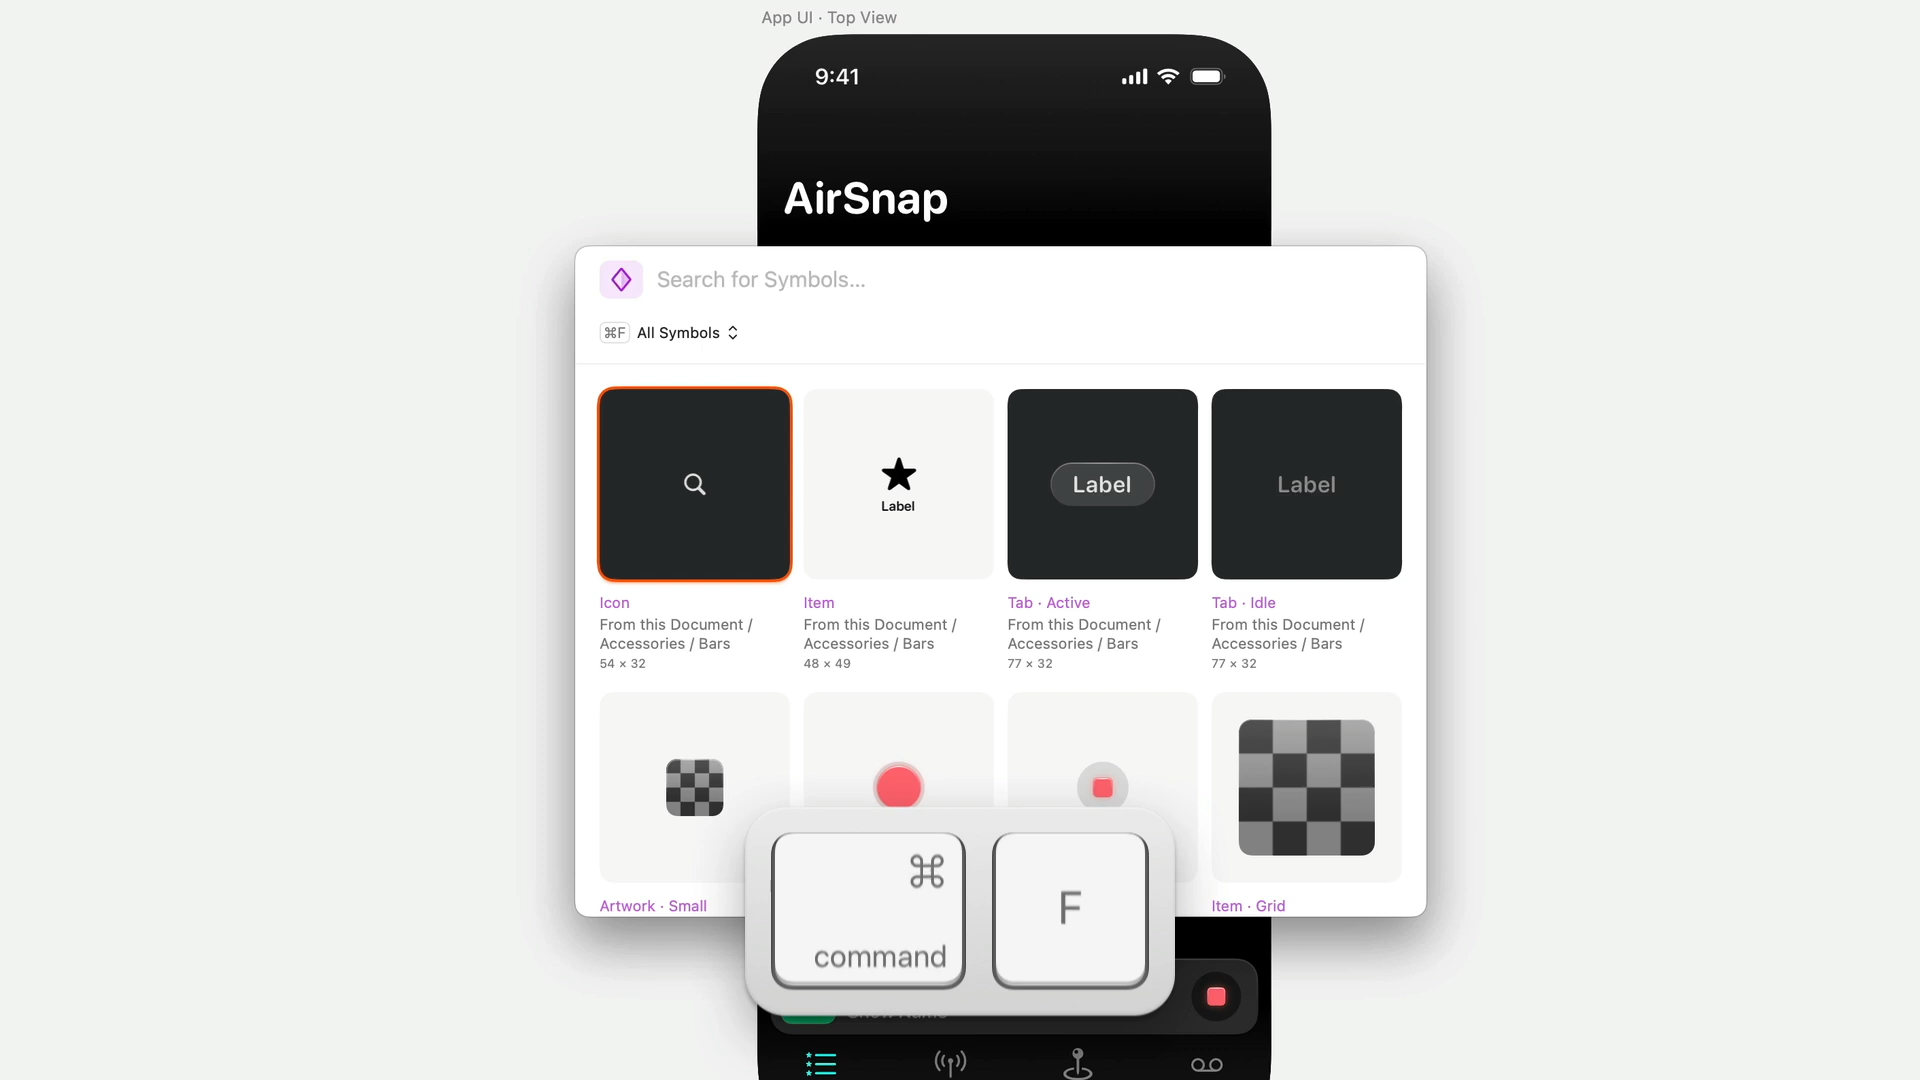 App UI · Top View
9:41
AirSnap
Search for Symbols...
⌘F All Symbols
Label
Label
Label
Icon
Item
Tab · Active
Tab · Idle
From this Document /
Accessories / Bars
54 × 32
From this Document /
Accessories / Bars
48 × 49
From this Document /
Accessories / Bars
77 × 32
From this Document /
Accessories / Bars
77 × 32
Artwork · Small
Item · Grid
⌘
command
F